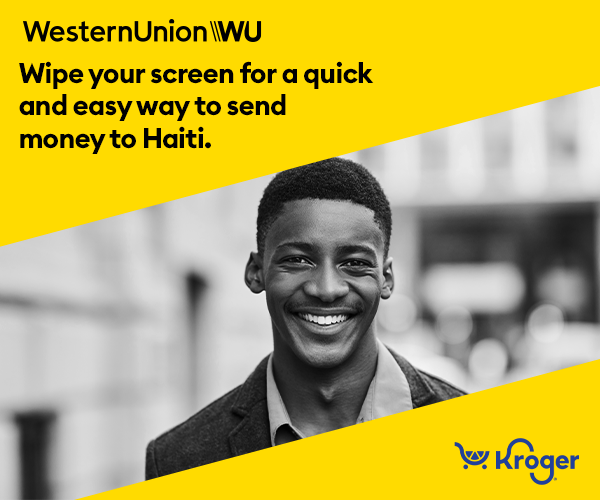 WesternUnion\\WU
Wipe your screen for a quick
and easy way to send
money to Haiti.
Kroger